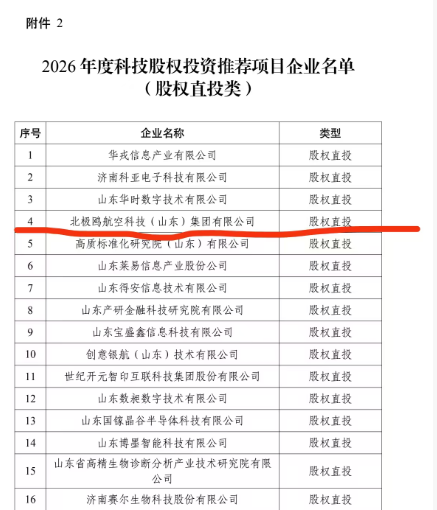 附件 2
2026 年度科技股权投资推荐项目企业名单
（股权直投类）
序号 企业名称 类型
1 华戎信息产业有限公司 股权直投
2 济南科亚电子科技有限公司 股权直投
3 山东华时数字技术有限公司 股权直投
4 北极鸥航空科技（山东）集团有限公司 股权直投
5 高质标准化研究院（山东）有限公司 股权直投
6 山东莱易信息产业股份公司 股权直投
7 山东得安信息技术有限公司 股权直投
8 山东产研金融科技研究院有限公司 股权直投
9 山东宝盛鑫信息科技有限公司 股权直投
10 创意银航（山东）技术有限公司 股权直投
11 世纪开元智印互联科技集团股份有限公司 股权直投
12 山东数昶数字技术有限公司 股权直投
13 山东国镓晶谷半导体科技有限公司 股权直投
14 山东博墨智能科技有限公司 股权直投
15 山东省高精生物诊断分析产业技术研究院有限
公司 股权直投
16 济南赛尔生物科技股份有限公司 股权直投